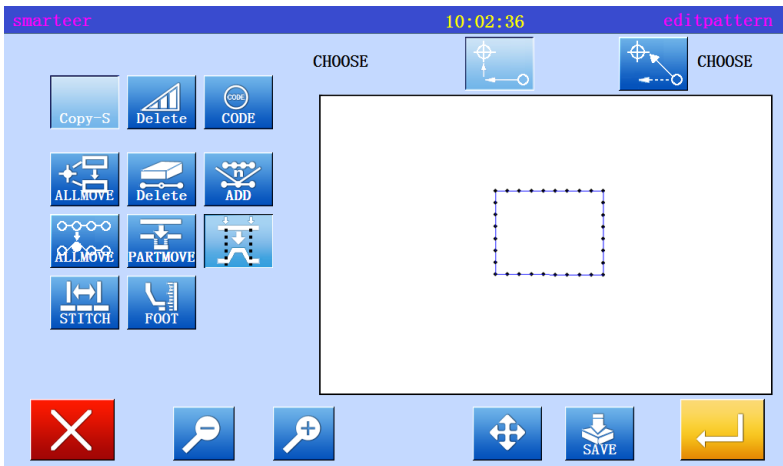 smarteer 10:02:36 editpattern
CHOOSE CHOOSE
Copy-S Delete CODE CODE
ALLMOVE Delete n ADD
ALLMOVE PARTMOVE
STITCH FOOT
SAVE